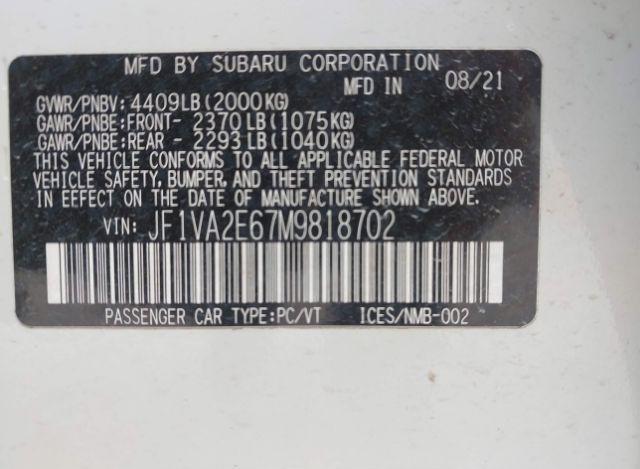 MFD BY SUBARU CORPORATION
MFD IN 08/21
GVWR/PNBV: 4409LB(2000KG)
GAWR/PNBE:FRONT- 2370LB(1075KG)
GAWR/PNBE:REAR - 2293LB(1040KG)
THIS VEHICLE CONFORMS TO ALL APPLICABLE FEDERAL MOTOR
VEHICLE SAFETY, BUMPER, AND THEFT PREVENTION STANDARDS
IN EFFECT ON THE DATE OF MANUFACTURE SHOWN ABOVE.
VIN: JF1VA2E67M9818702
PASSENGER CAR TYPE:PC/VT ICES/NMB-002